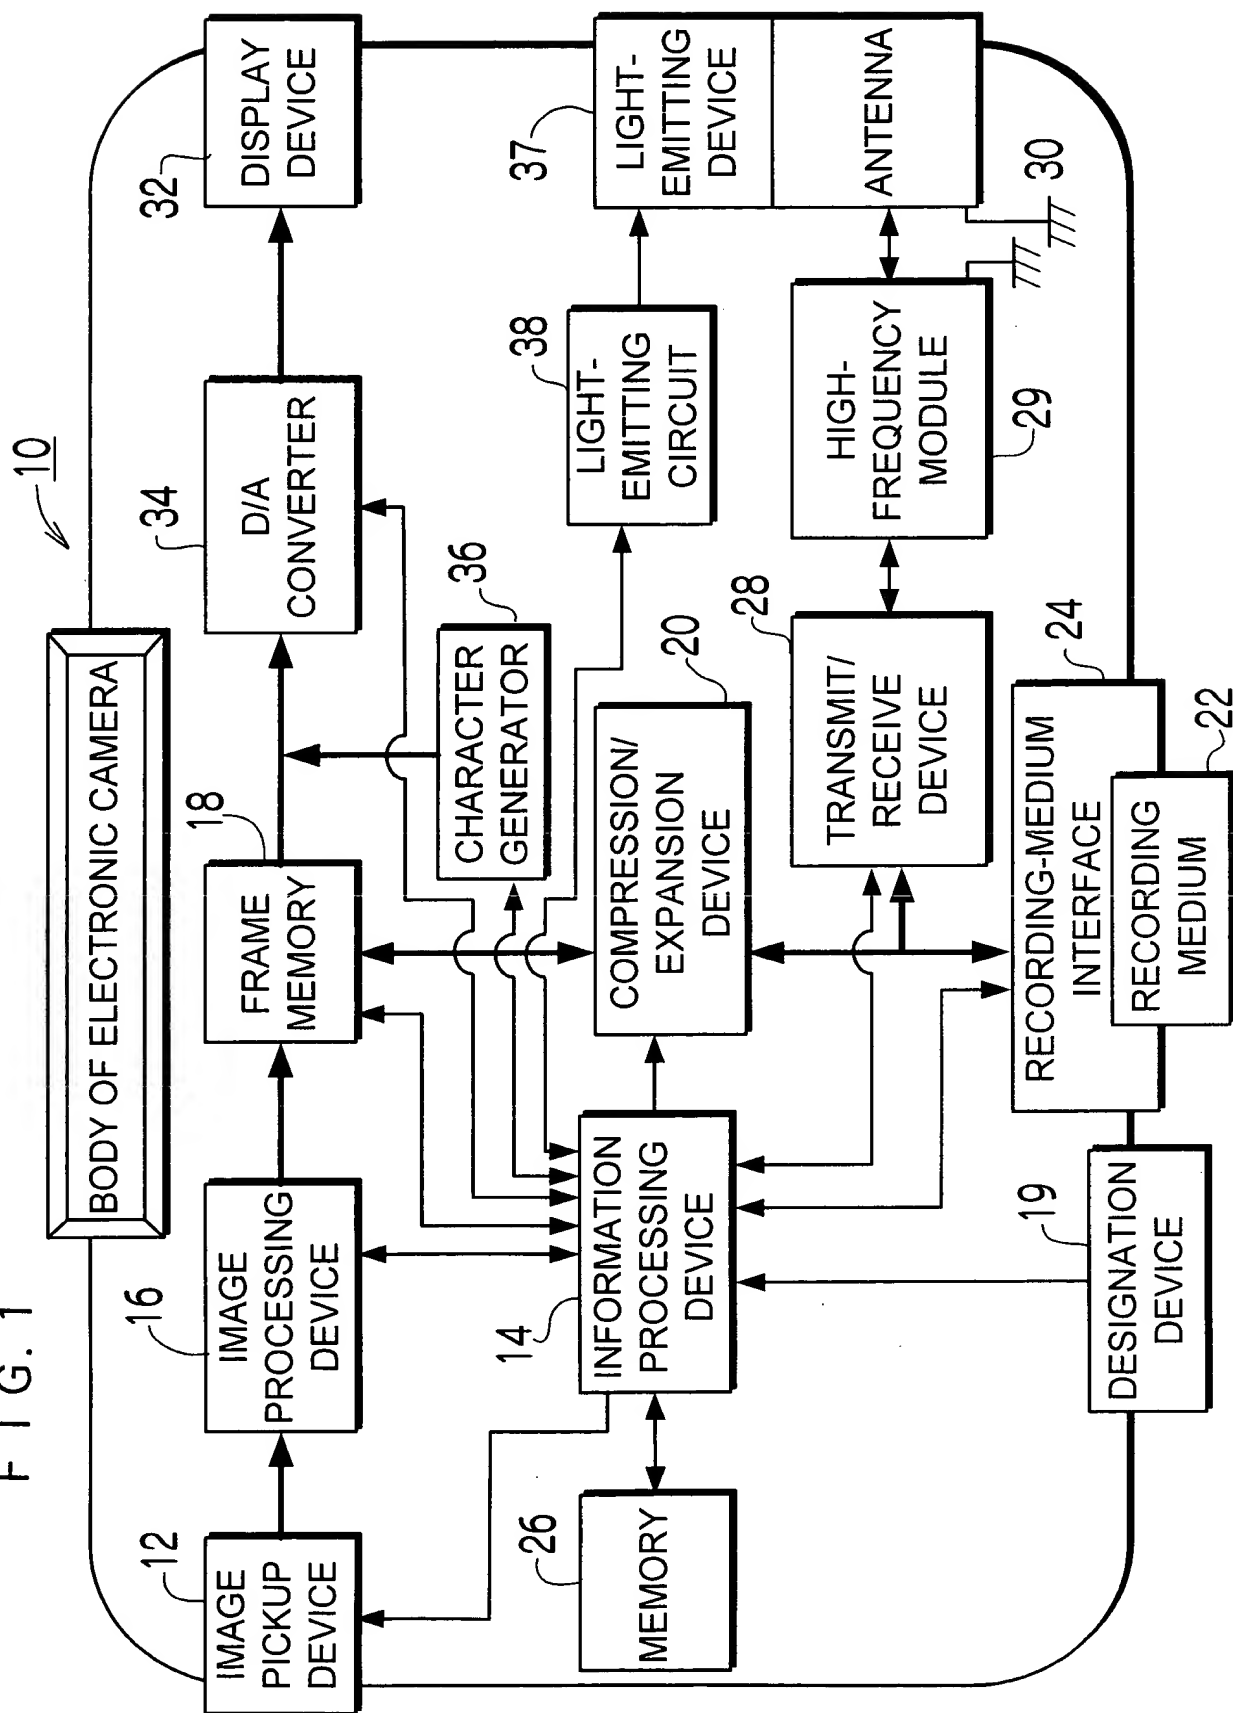 FIG. 1
10
BODY OF ELECTRONIC CAMERA
12
IMAGE
PICKUP
DEVICE
16
IMAGE
PROCESSING
DEVICE
18
FRAME
MEMORY
34
D/A
CONVERTER
32
DISPLAY
DEVICE
36
CHARACTER
GENERATOR
38
LIGHT-
EMITTING
CIRCUIT
37
LIGHT-
EMITTING
DEVICE
26
MEMORY
14
INFORMATION
PROCESSING
DEVICE
20
COMPRESSION/
EXPANSION
DEVICE
28
TRANSMIT/
RECEIVE
DEVICE
HIGH-
FREQUENCY
MODULE
29
ANTENNA
30
19
DESIGNATION
DEVICE
24
RECORDING-MEDIUM
INTERFACE
22
RECORDING
MEDIUM